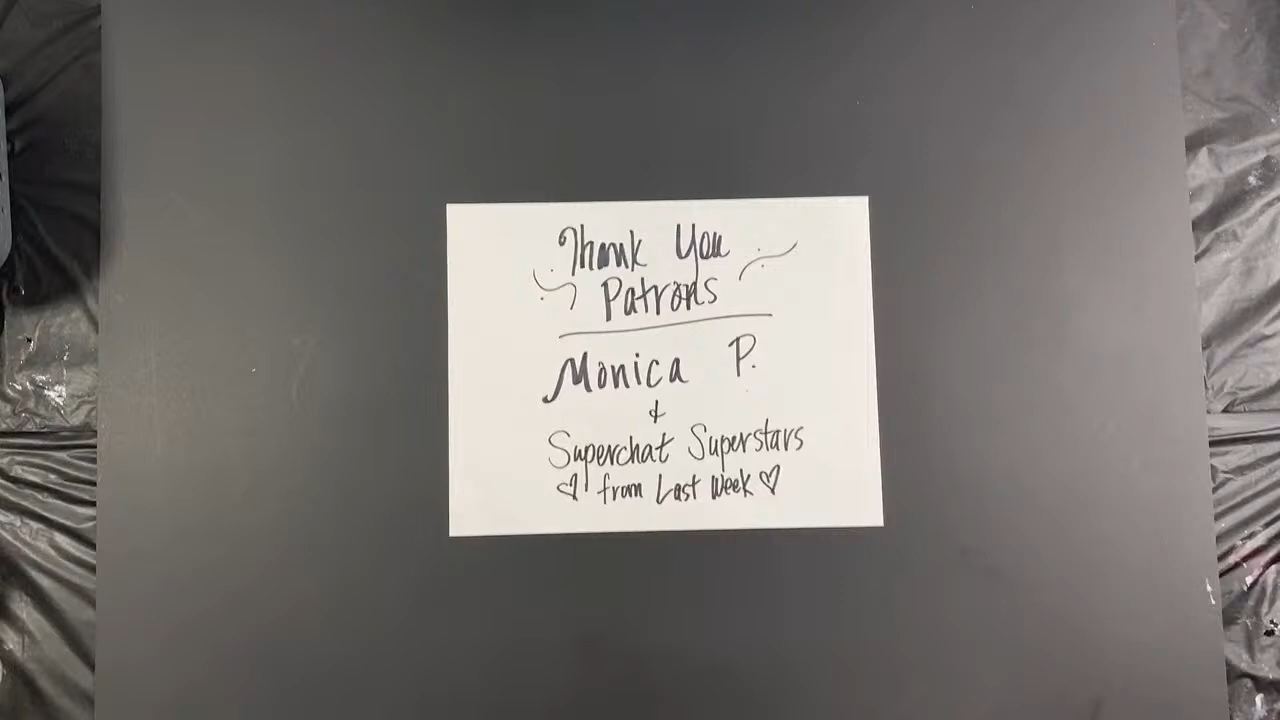 Thank You
Patrons
Monica P.
&
Superchat Superstars
♡ from Last Week ♡